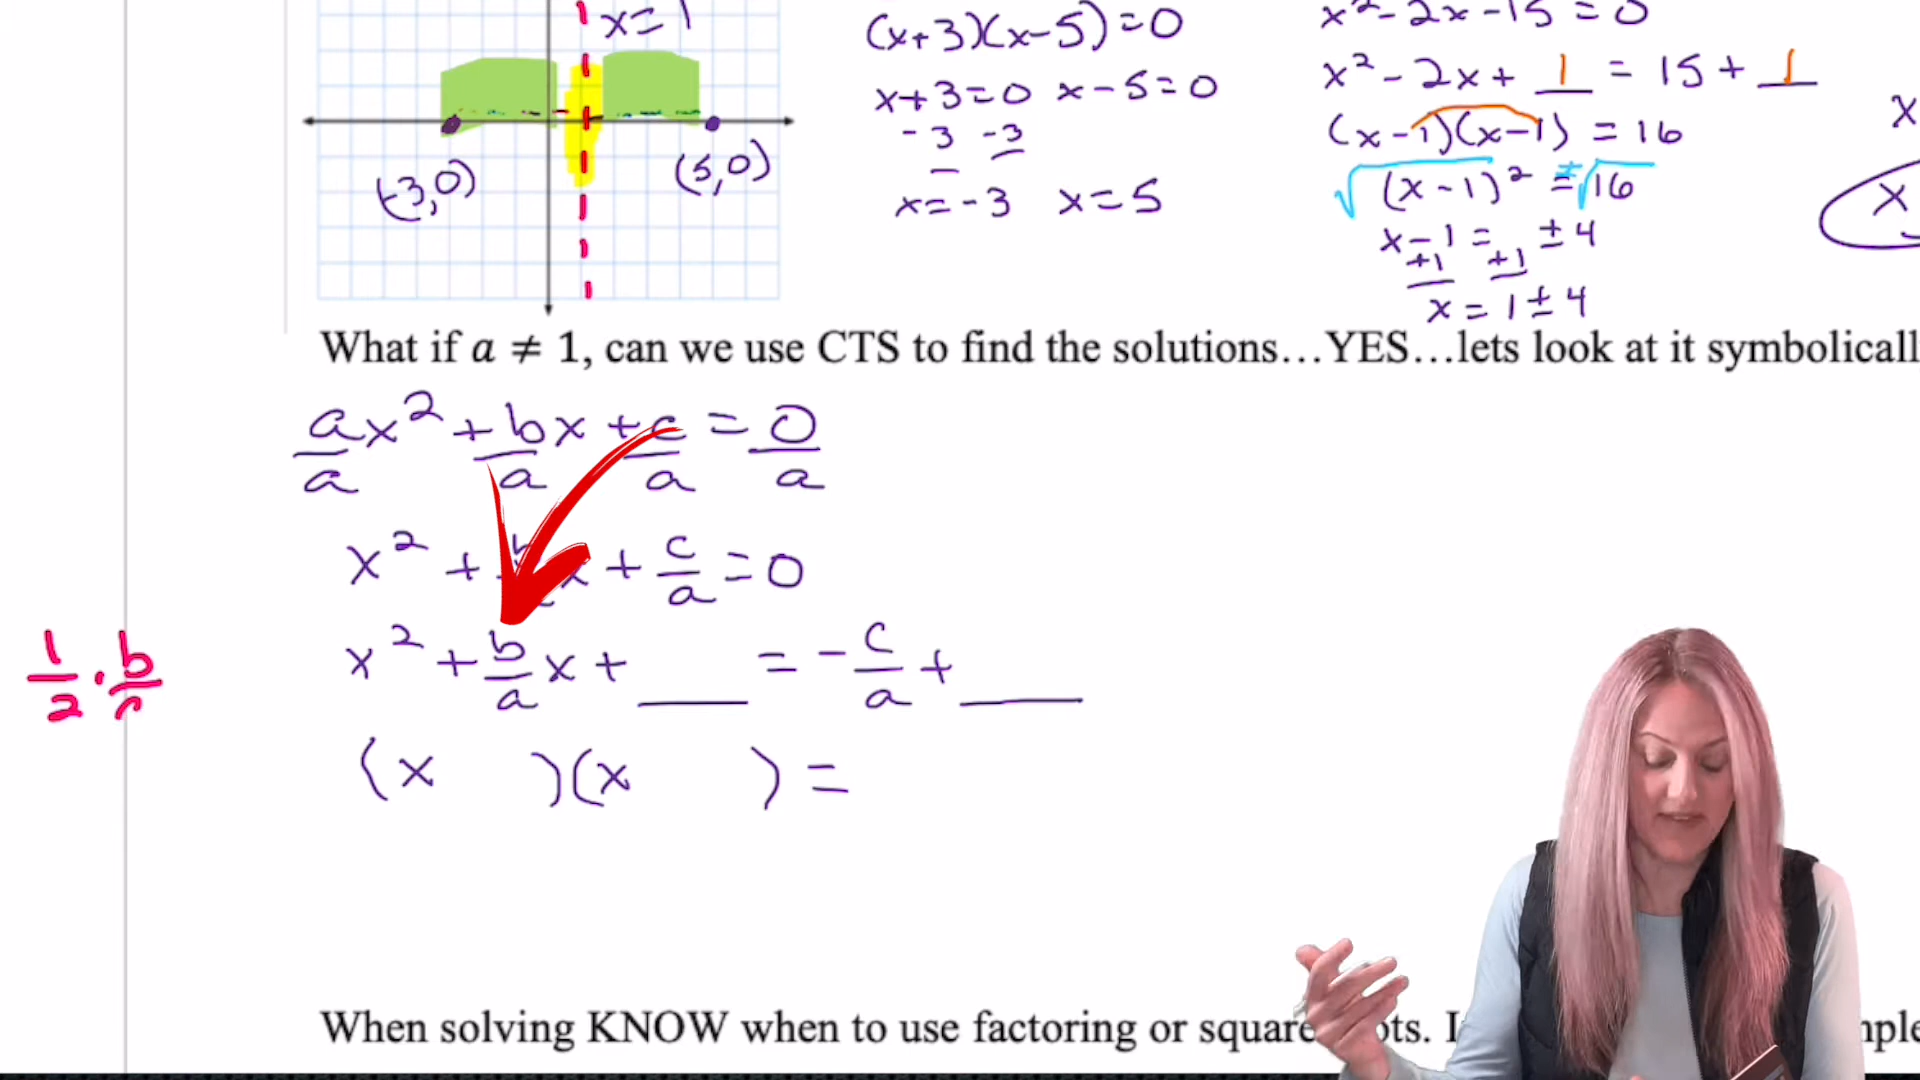 x = 1
(-3,0)
(5,0)
(x+3)(x-5)=0
x+3=0 x-5=0
-3 -3
x=-3 x=5
x²-2x-15=0
x²-2x+ 1 = 15+ 1
(x-1)(x-1) = 16
√(x-1)² = ±√16
x-1 = ±4
+1 +1
x = 1±4
x
x
What if a ≠ 1, can we use CTS to find the solutions…YES…lets look at it symbolicall
ax²/a + bx/a + c/a = 0/a
x² + b/a x + c/a = 0
x² + b/a x + ___ = -c/a + ___
1/2 · b/
(x )(x ) =
When solving KNOW when to use factoring or square